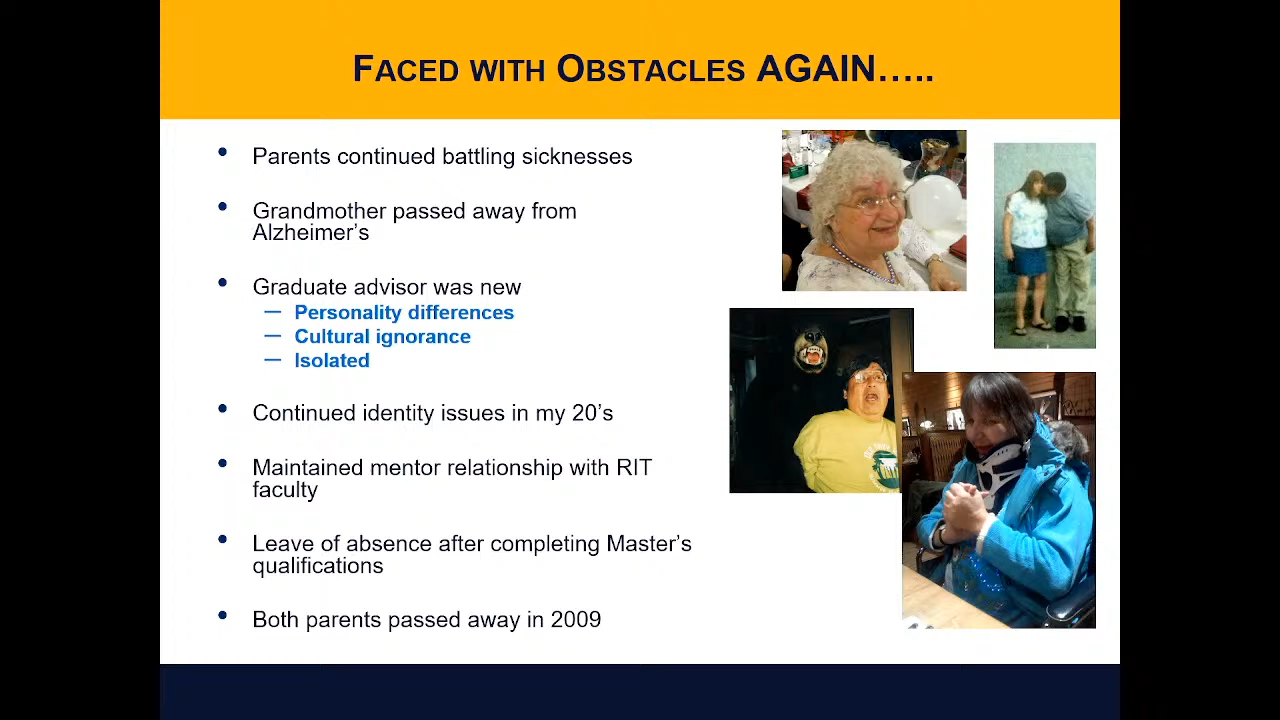 FACED WITH OBSTACLES AGAIN…..
• Parents continued battling sicknesses
• Grandmother passed away from
Alzheimer's
• Graduate advisor was new
— Personality differences
— Cultural ignorance
— Isolated
• Continued identity issues in my 20's
• Maintained mentor relationship with RIT
faculty
• Leave of absence after completing Master's
qualifications
• Both parents passed away in 2009